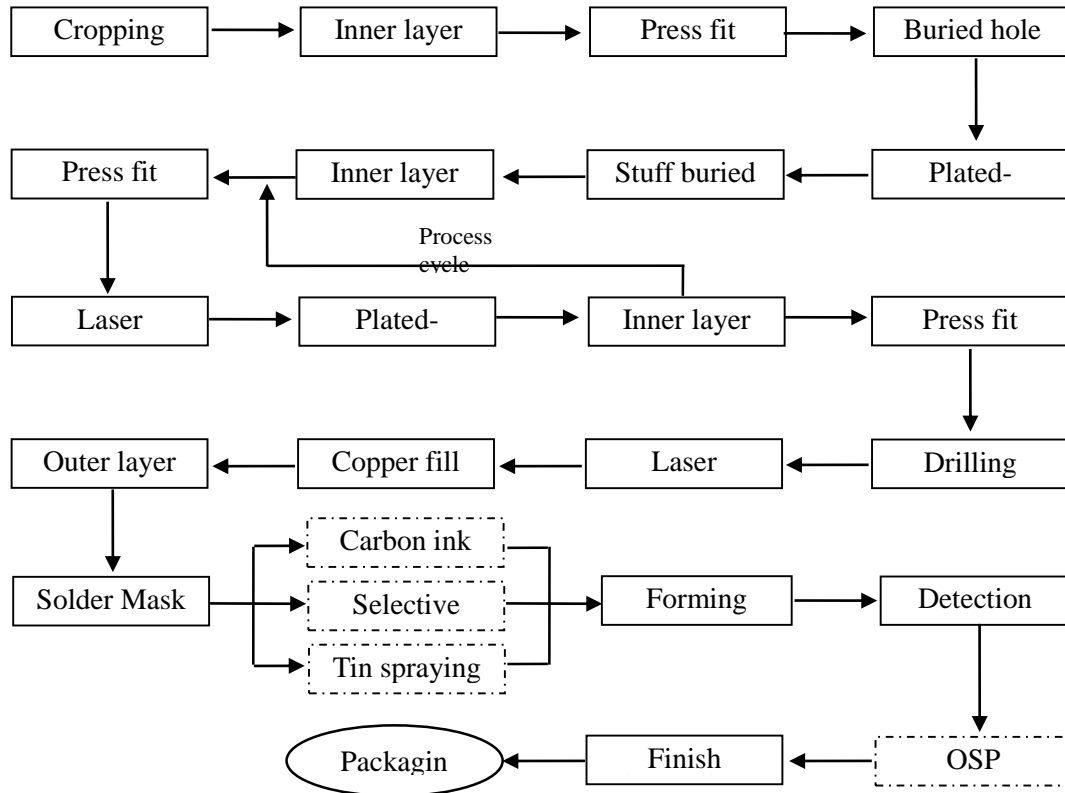 Cropping
Inner layer
Press fit
Buried hole
Press fit
Inner layer
Stuff buried
Plated-
Process
cycle
Laser
Plated-
Inner layer
Press fit
Outer layer
Copper fill
Laser
Drilling
Solder Mask
Carbon ink
Selective
Tin spraying
Forming
Detection
Packagin
Finish
OSP